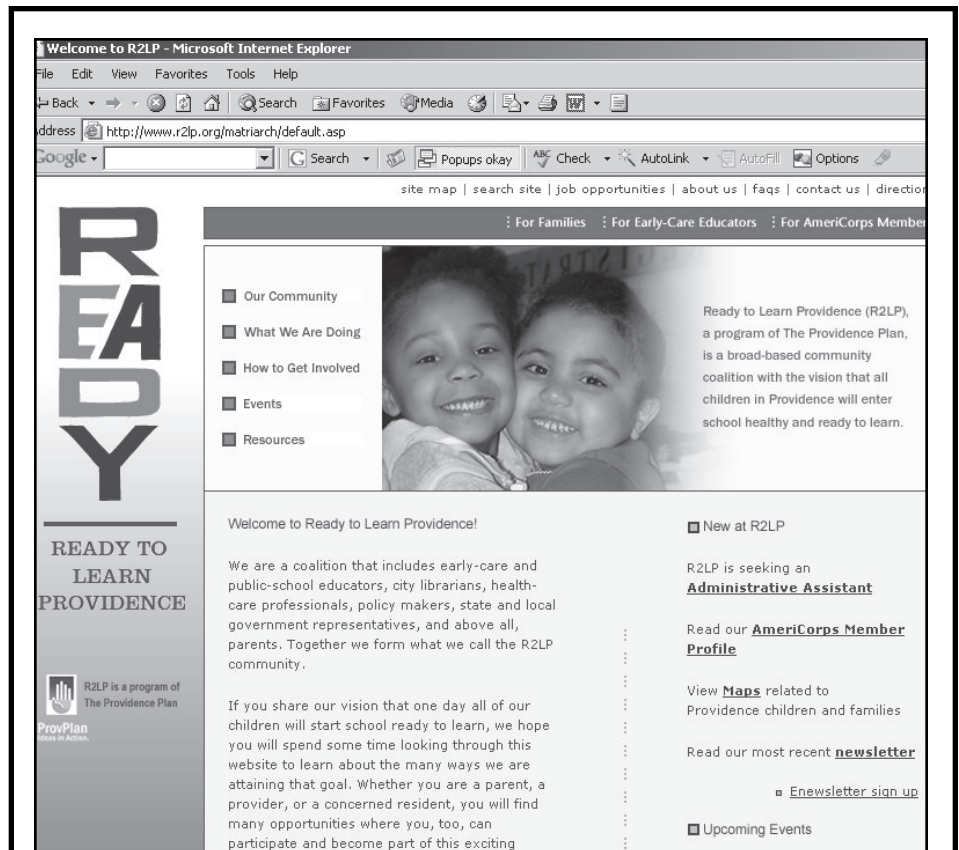 Welcome to R2LP - Microsoft Internet Explorer
File Edit View Favorites Tools Help
Back Search Favorites Media
Address http://www.r2lp.org/matriarch/default.asp
Google Search Popups okay ABC Check AutoLink AutoFill Options
site map | search site | job opportunities | about us | faqs | contact us | direction
For Families For Early-Care Educators For AmeriCorps Member
READY
Our Community
What We Are Doing
How to Get Involved
Events
Resources
Ready to Learn Providence (R2LP),
a program of The Providence Plan,
is a broad-based community
coalition with the vision that all
children in Providence will enter
school healthy and ready to learn.
READY TO
LEARN
PROVIDENCE
R2LP is a program of
The Providence Plan
ProvPlan
Ideas in Action.
Welcome to Ready to Learn Providence!
We are a coalition that includes early-care and
public-school educators, city librarians, health-
care professionals, policy makers, state and local
government representatives, and above all,
parents. Together we form what we call the R2LP
community.
If you share our vision that one day all of our
children will start school ready to learn, we hope
you will spend some time looking through this
website to learn about the many ways we are
attaining that goal. Whether you are a parent, a
provider, or a concerned resident, you will find
many opportunities where you, too, can
participate and become part of this exciting
New at R2LP
R2LP is seeking an
Administrative Assistant
Read our AmeriCorps Member
Profile
View Maps related to
Providence children and families
Read our most recent newsletter
Enewsletter sign up
Upcoming Events